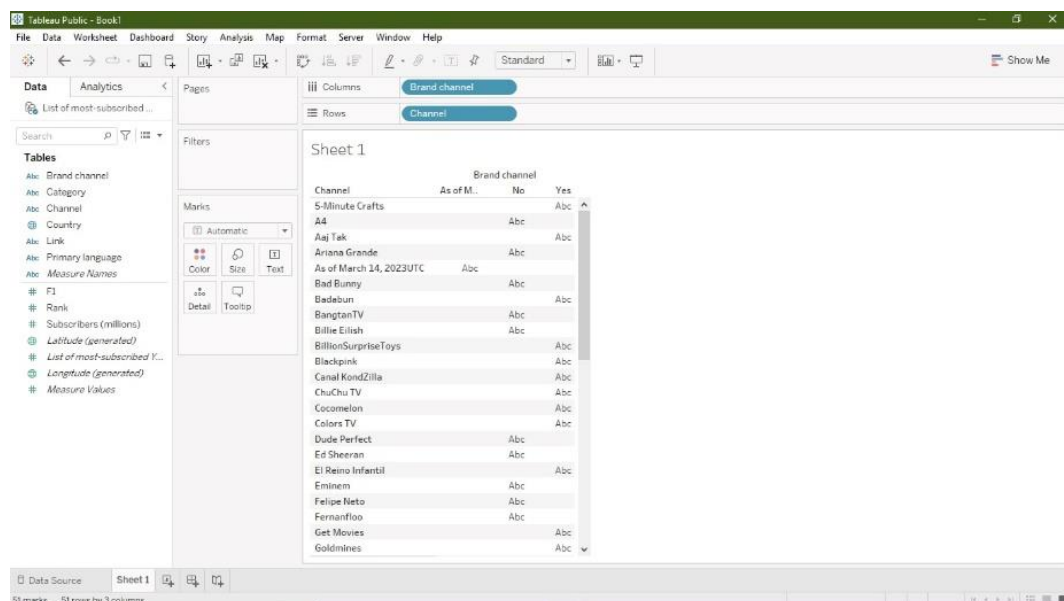 Tableau Public - Book1
File Data Worksheet Dashboard Story Analysis Map Format Server Window Help
Standard
Show Me
Data Analytics
List of most-subscribed ...
Search
Tables
Abc Brand channel
Abc Category
Abc Channel
Country
Abc Link
Abc Primary language
Abc Measure Names
# F1
# Rank
# Subscribers (millions)
Latitude (generated)
# List of most-subscribed Y...
Longitude (generated)
# Measure Values
Pages
Filters
Marks
Automatic
Color Size Text
Detail Tooltip
Columns Brand channel
Rows Channel
Sheet 1
Brand channel
Channel As of M.. No Yes
5-Minute Crafts Abc
A4 Abc
Aaj Tak Abc
Ariana Grande Abc
As of March 14, 2023UTC Abc
Bad Bunny Abc
Badabun Abc
BangtanTV Abc
Billie Eilish Abc
BillionSurpriseToys Abc
Blackpink Abc
Canal KondZilla Abc
ChuChu TV Abc
Cocomelon Abc
Colors TV Abc
Dude Perfect Abc
Ed Sheeran Abc
El Reino Infantil Abc
Eminem Abc
Felipe Neto Abc
Fernanfloo Abc
Get Movies Abc
Goldmines Abc
Data Source Sheet 1
51 marks 51 rows by 3 columns